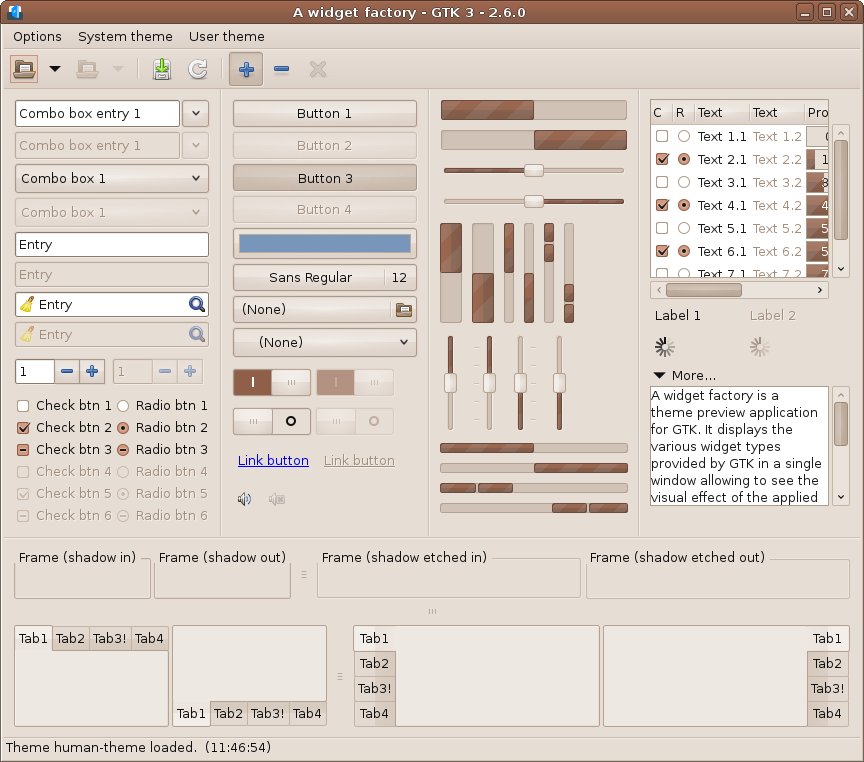 A widget factory - GTK 3 - 2.6.0
Options System theme User theme
Combo box entry 1
Combo box entry 1
Combo box 1
Combo box 1
Entry
Entry
Entry
Entry
1 1
Check btn 1 Radio btn 1
Check btn 2 Radio btn 2
Check btn 3 Radio btn 3
Check btn 4 Radio btn 4
Check btn 5 Radio btn 5
Check btn 6 Radio btn 6
Button 1
Button 2
Button 3
Button 4
Sans Regular 12
(None)
(None)
Link button Link button
C R Text Text Pro
Text 1.1 Text 1.2
Text 2.1 Text 2.2 1
Text 3.1 Text 3.2 8
Text 4.1 Text 4.2 4
Text 5.1 Text 5.2 5
Text 6.1 Text 6.2 5
Text 7.1 Text 7.2 7
Label 1 Label 2
More...
A widget factory is a
theme preview application
for GTK. It displays the
various widget types
provided by GTK in a single
window allowing to see the
visual effect of the applied
Frame (shadow in) Frame (shadow out) Frame (shadow etched in) Frame (shadow etched out)
Tab1 Tab2 Tab3! Tab4
Tab1 Tab2 Tab3! Tab4
Tab1
Tab2
Tab3!
Tab4
Tab1
Tab2
Tab3!
Tab4
Theme human-theme loaded. (11:46:54)